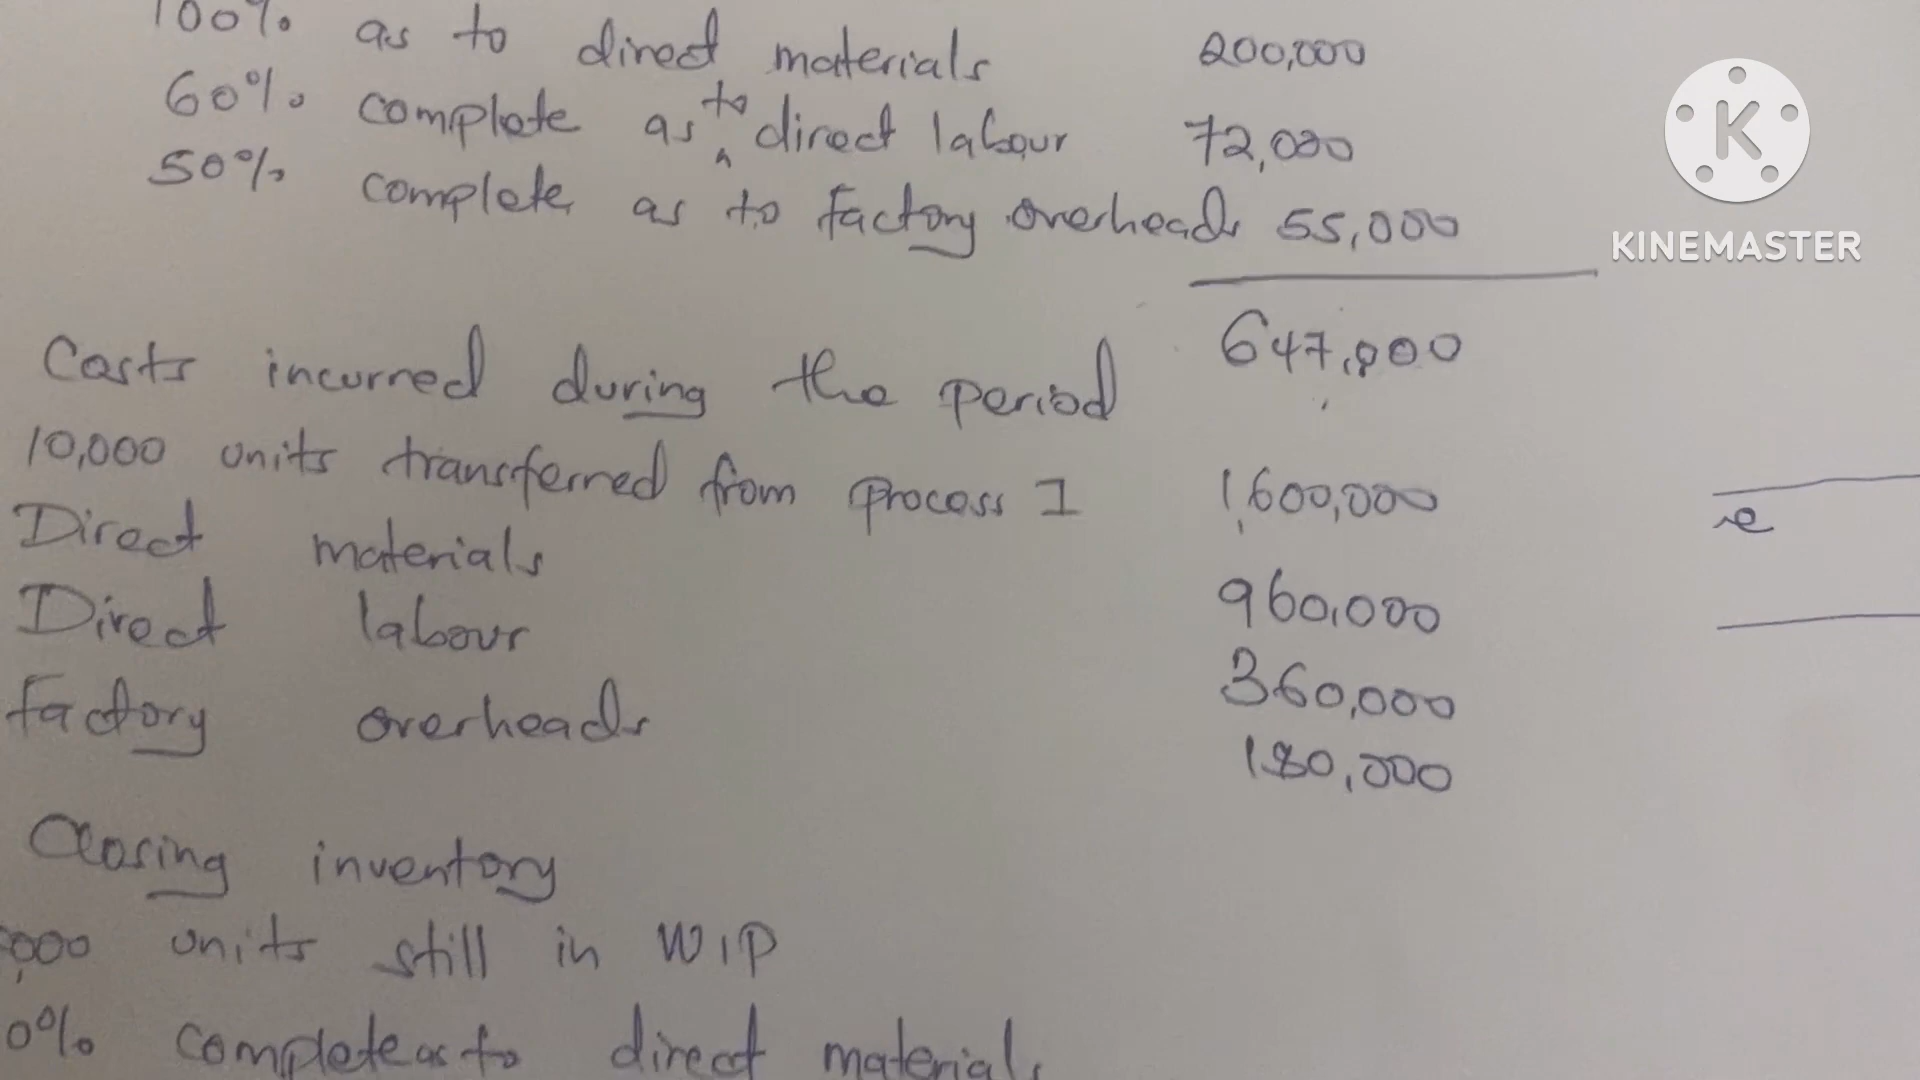 100% as to direct materials 200,000
60% complete as to direct labour 72,000
50% complete as to factory overheads 55,000
647,000
Costs incurred during the period
10,000 units transferred from process I 1,600,000
Direct materials 960,000
Direct labour 360,000
Factory overheads 180,000
Closing inventory
,000 units still in WIP
0% complete as to direct materials
K
KINEMASTER
e